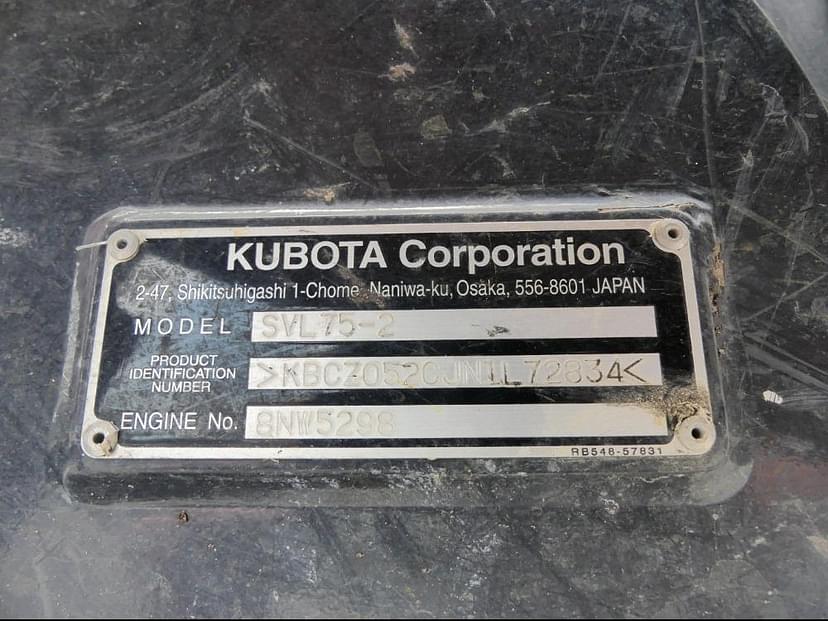 KUBOTA Corporation
2-47, Shikitsuhigashi 1-Chome, Naniwa-ku, Osaka, 556-8601 JAPAN
MODEL SVL75-2
PRODUCT
IDENTIFICATION
NUMBER >KBCZ052CJN1L72834<
ENGINE No. 8NW5298
RB548-57831